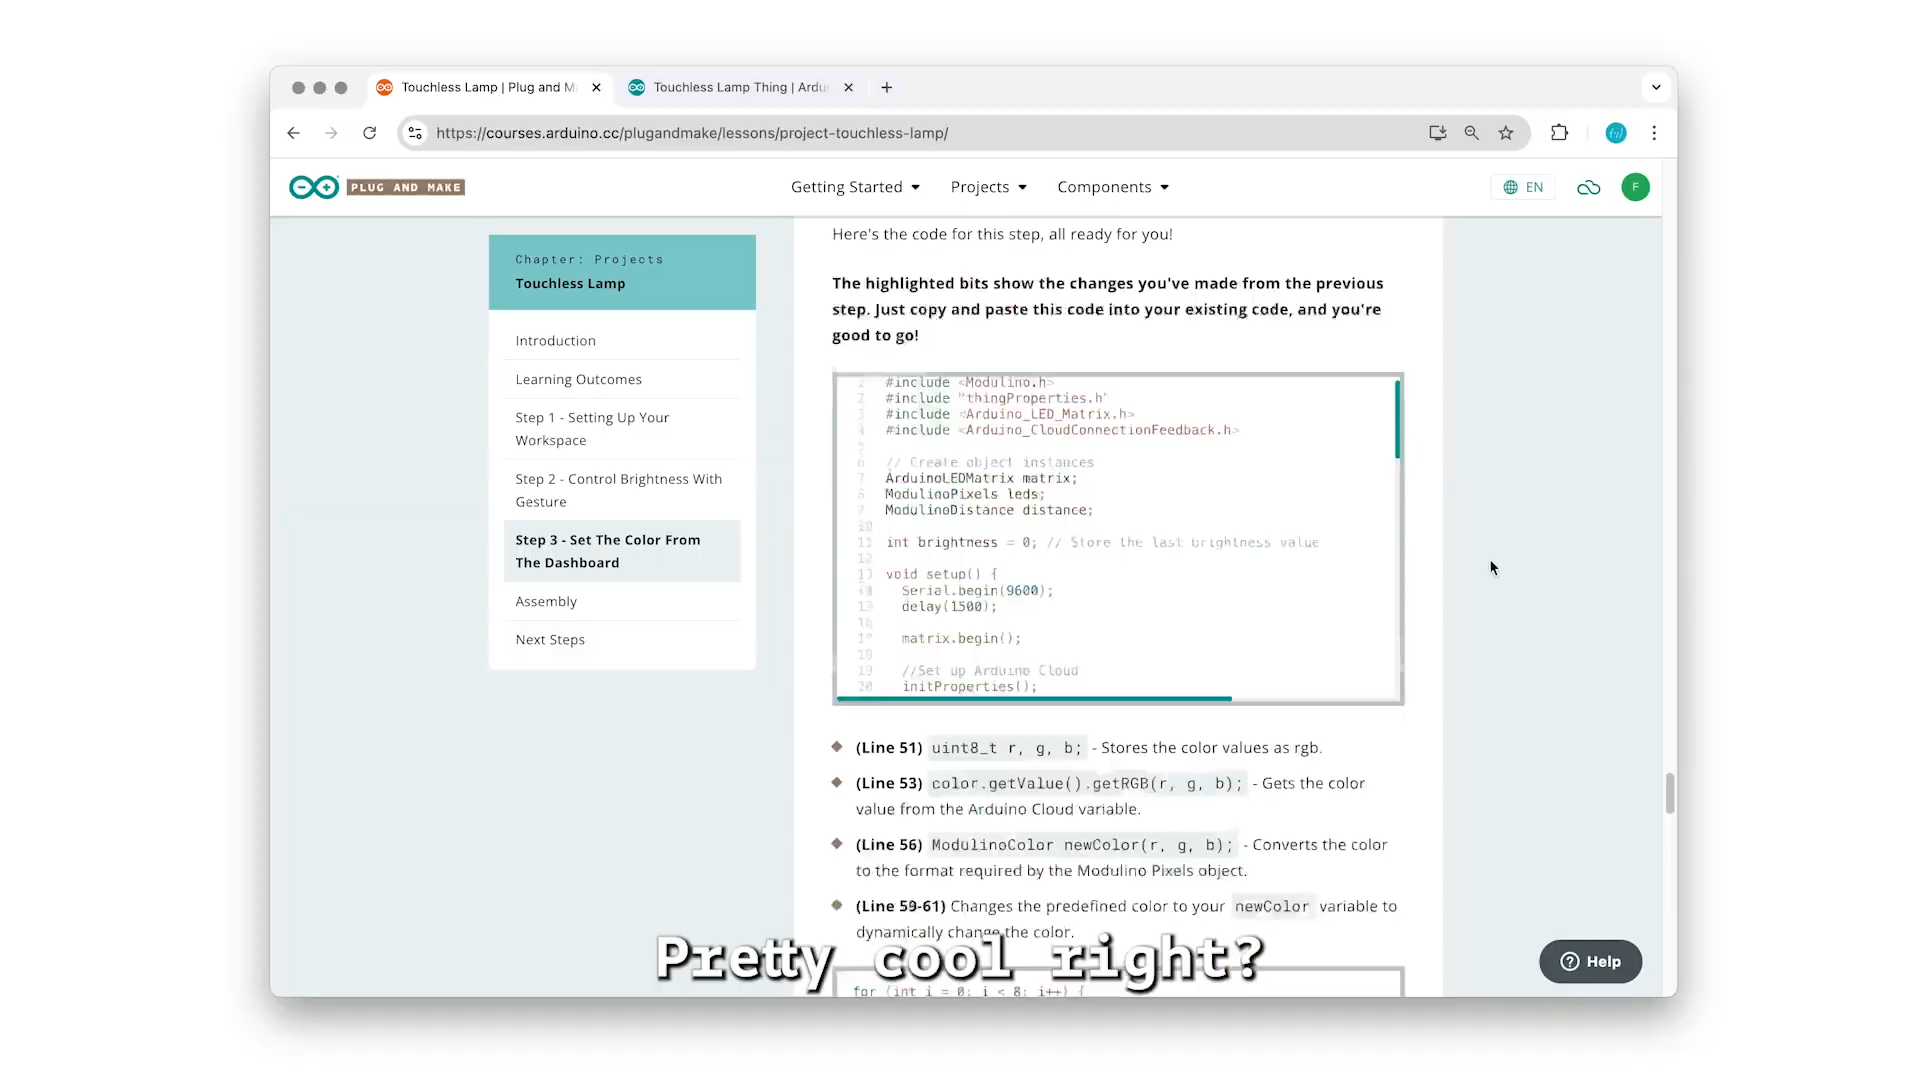 Touchless Lamp | Plug and M
Touchless Lamp Thing | Ardu
https://courses.arduino.cc/plugandmake/lessons/project-touchless-lamp/
PLUG AND MAKE
Getting Started
Projects
Components
EN
F
Chapter: Projects
Touchless Lamp
Introduction
Learning Outcomes
Step 1 - Setting Up Your
Workspace
Step 2 - Control Brightness With
Gesture
Step 3 - Set The Color From
The Dashboard
Assembly
Next Steps
Here's the code for this step, all ready for you!
The highlighted bits show the changes you've made from the previous
step. Just copy and paste this code into your existing code, and you're
good to go!
#include <Modulino.h>
#include "thingProperties.h"
#include <Arduino_LED_Matrix.h>
#include <Arduino_CloudConnectionFeedback.h>
// Create object instances
ArduinoLEDMatrix matrix;
ModulinoPixels leds;
ModulinoDistance distance;
int brightness = 0; // Store the last brightness value
void setup() {
Serial.begin(9600);
delay(1500);
matrix.begin();
//Set up Arduino Cloud
20 initProperties();
(Line 51) uint8_t r, g, b; - Stores the color values as rgb.
(Line 53) color.getValue().getRGB(r, g, b); - Gets the color
value from the Arduino Cloud variable.
(Line 56) ModulinoColor newColor(r, g, b); - Converts the color
to the format required by the Modulino Pixels object.
(Line 59-61) Changes the predefined color to your newColor variable to
dynamically change the color.
Pretty cool right?
for (int i = 0; i < 8; i++) {
Help